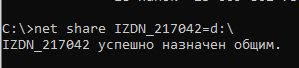 C:\>net share IZDN_217042=d:\
IZDN_217042 успешно назначен общим.